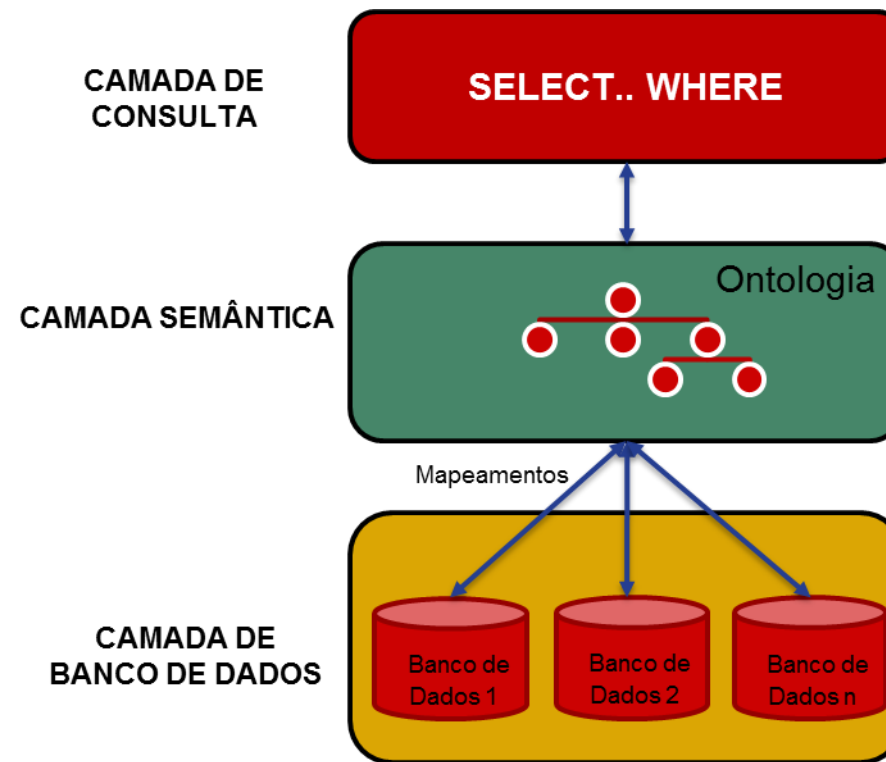 CAMADA DE
CONSULTA
SELECT.. WHERE
Ontologia
CAMADA SEMÂNTICA
Mapeamentos
CAMADA DE
BANCO DE DADOS
Banco de
Dados 1
Banco de
Dados 2
Banco de
Dados n